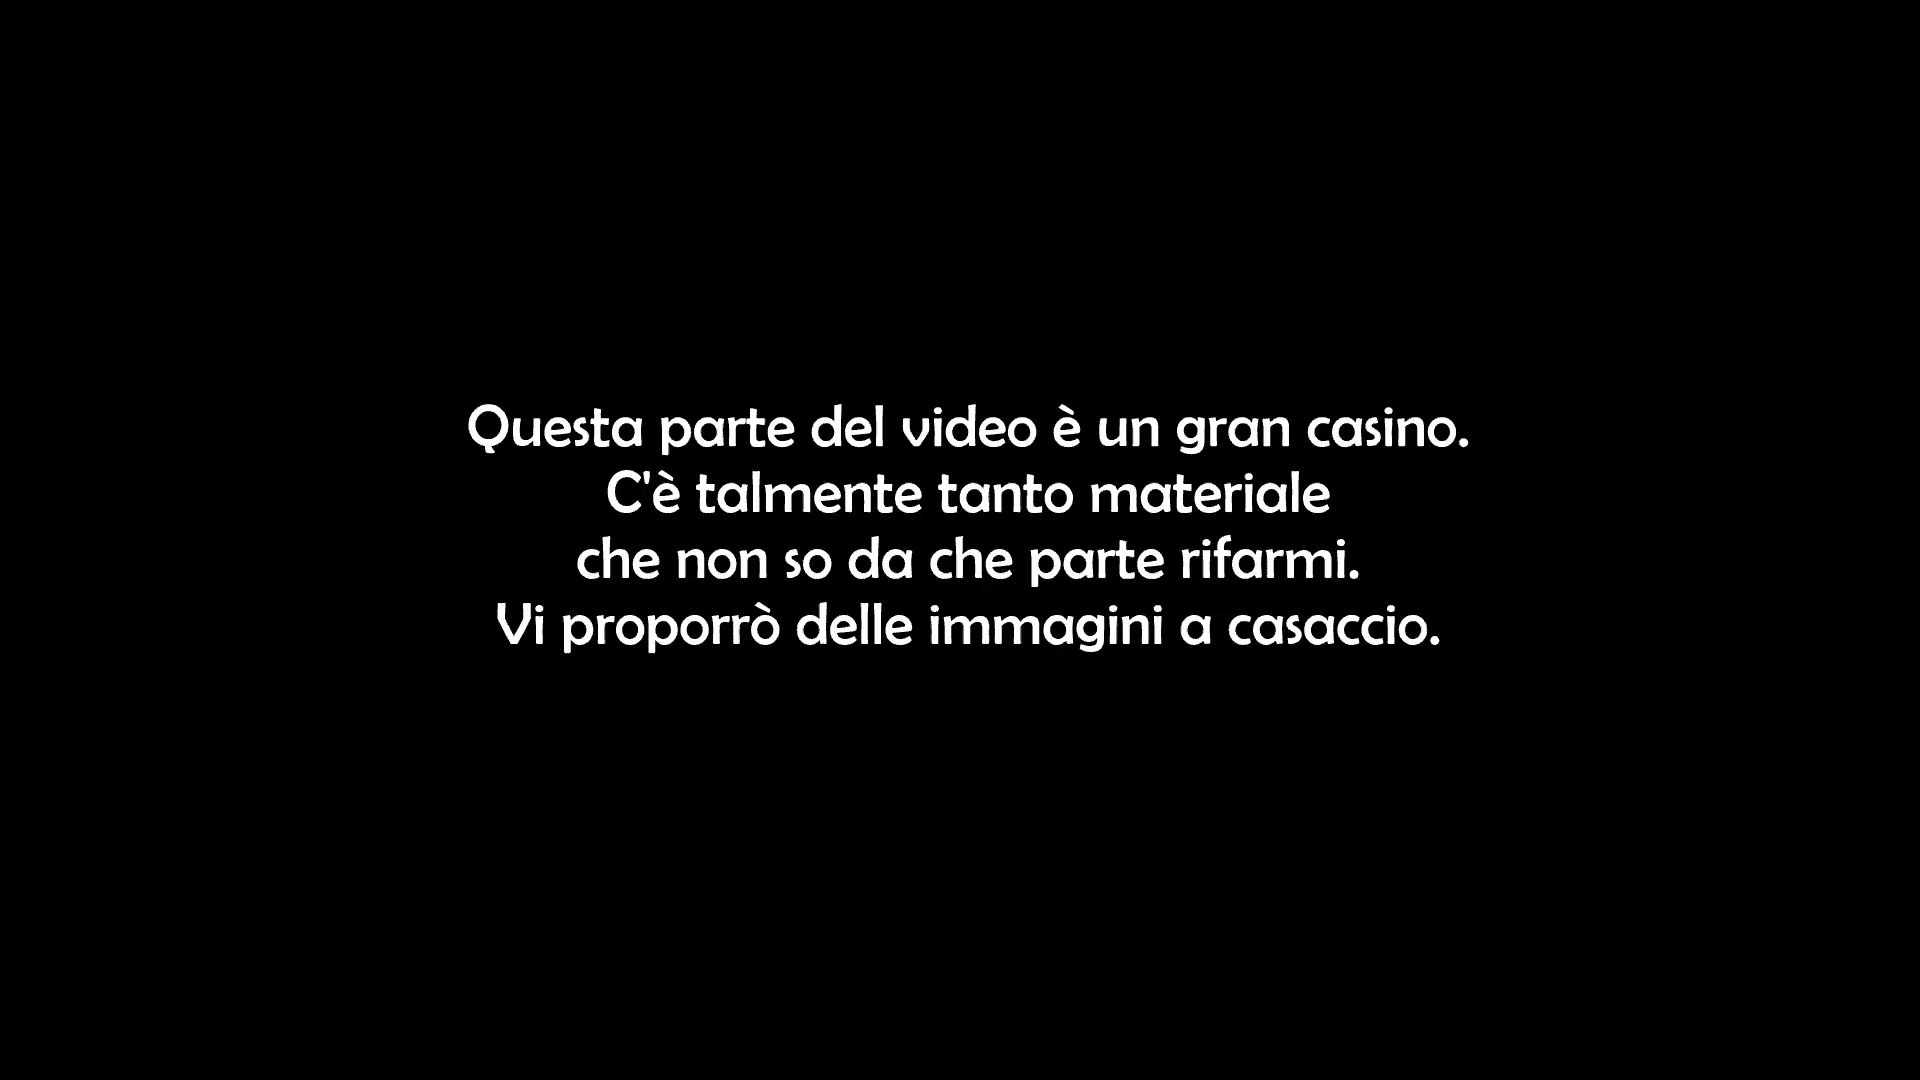 Questa parte del video è un gran casino.
C'è talmente tanto materiale
che non so da che parte rifarmi.
Vi proporrò delle immagini a casaccio.